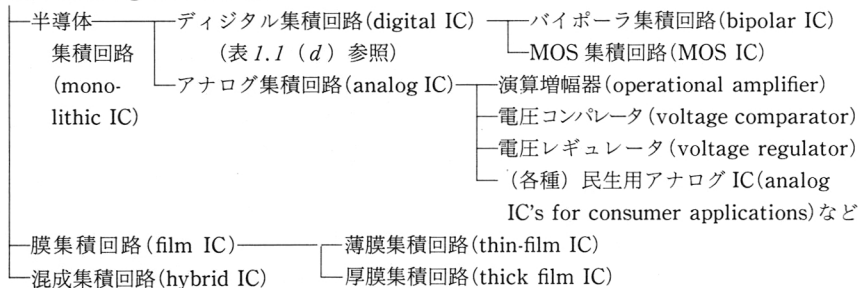 半導体 ディジタル集積回路(digital IC) バイポーラ集積回路(bipolar IC)
集積回路 (表1.1(d)参照) MOS集積回路(MOS IC)
(mono- アナログ集積回路(analog IC) 演算増幅器(operational amplifier)
lithic IC) 電圧コンパレータ(voltage comparator)
電圧レギュレータ(voltage regulator)
(各種)民生用アナログIC(analog
IC's for consumer applications)など
膜集積回路(film IC) 薄膜集積回路(thin-film IC)
混成集積回路(hybrid IC) 厚膜集積回路(thick film IC)